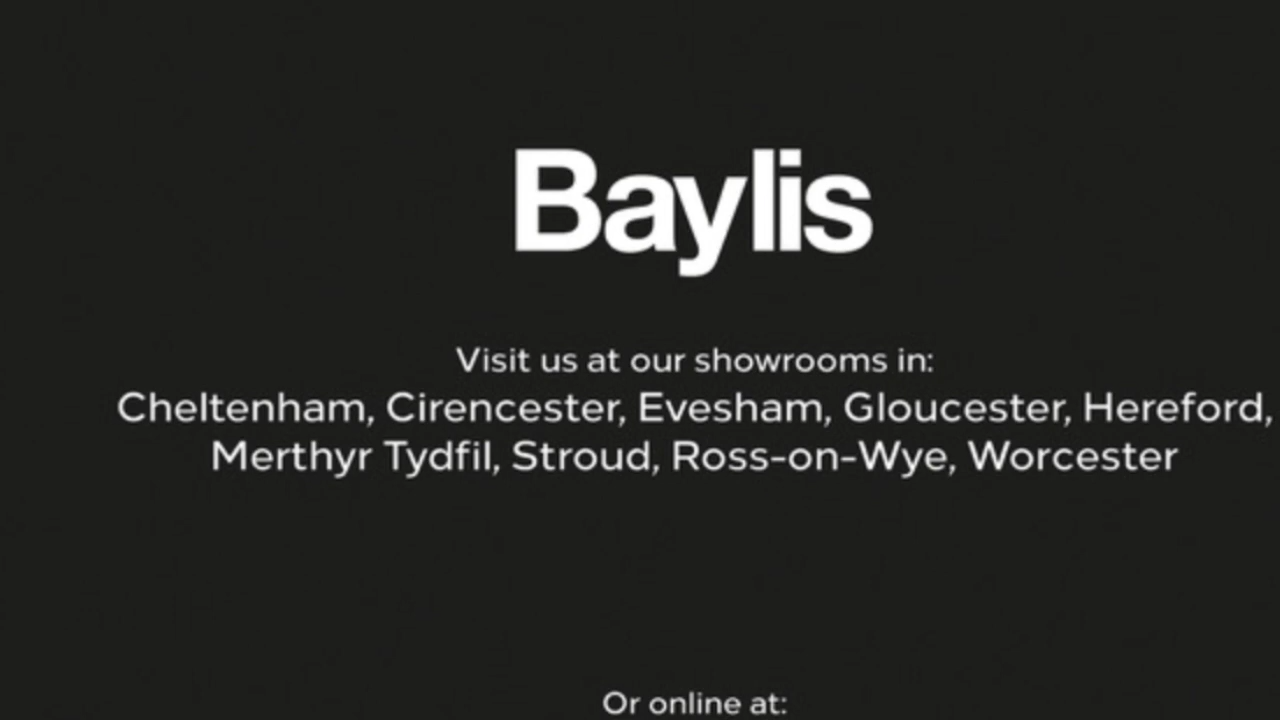 Baylis
Visit us at our showrooms in:
Cheltenham, Cirencester, Evesham, Gloucester, Hereford,
Merthyr Tydfil, Stroud, Ross-on-Wye, Worcester
Or online at: